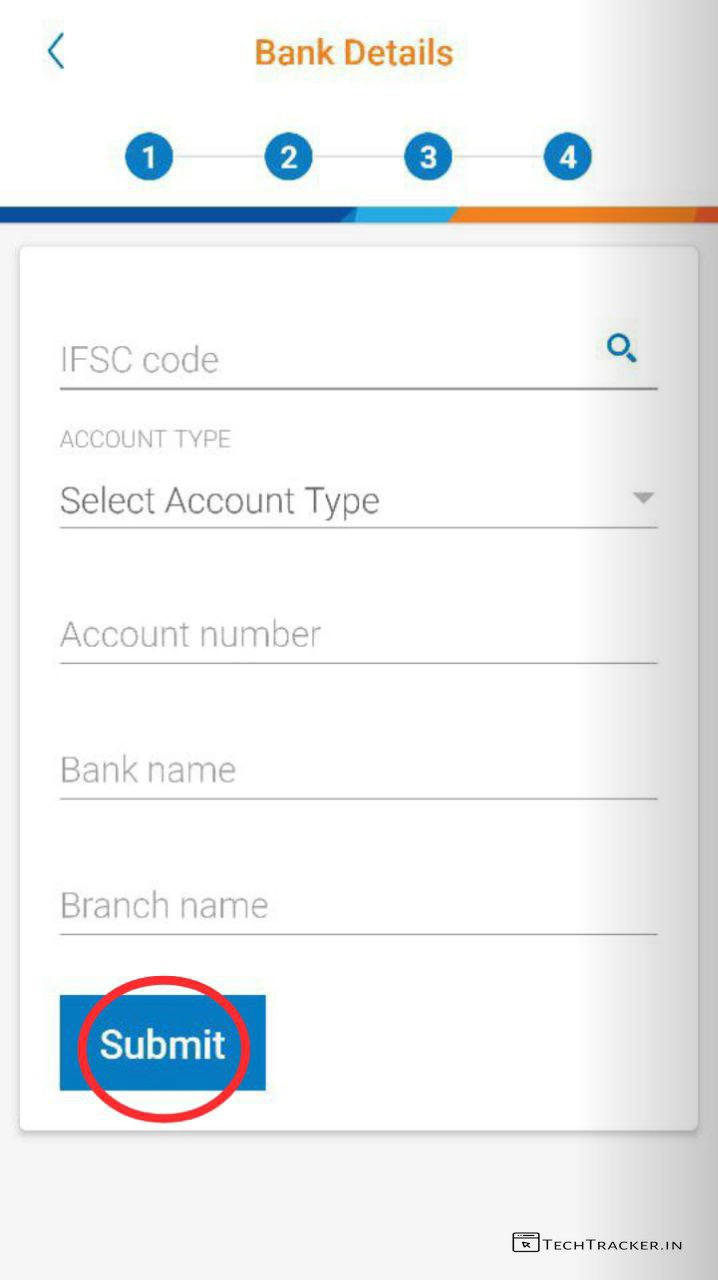 Bank Details
1 2 3 4
IFSC code
ACCOUNT TYPE
Select Account Type
Account number
Bank name
Branch name
Submit
TECHTRACKER.IN